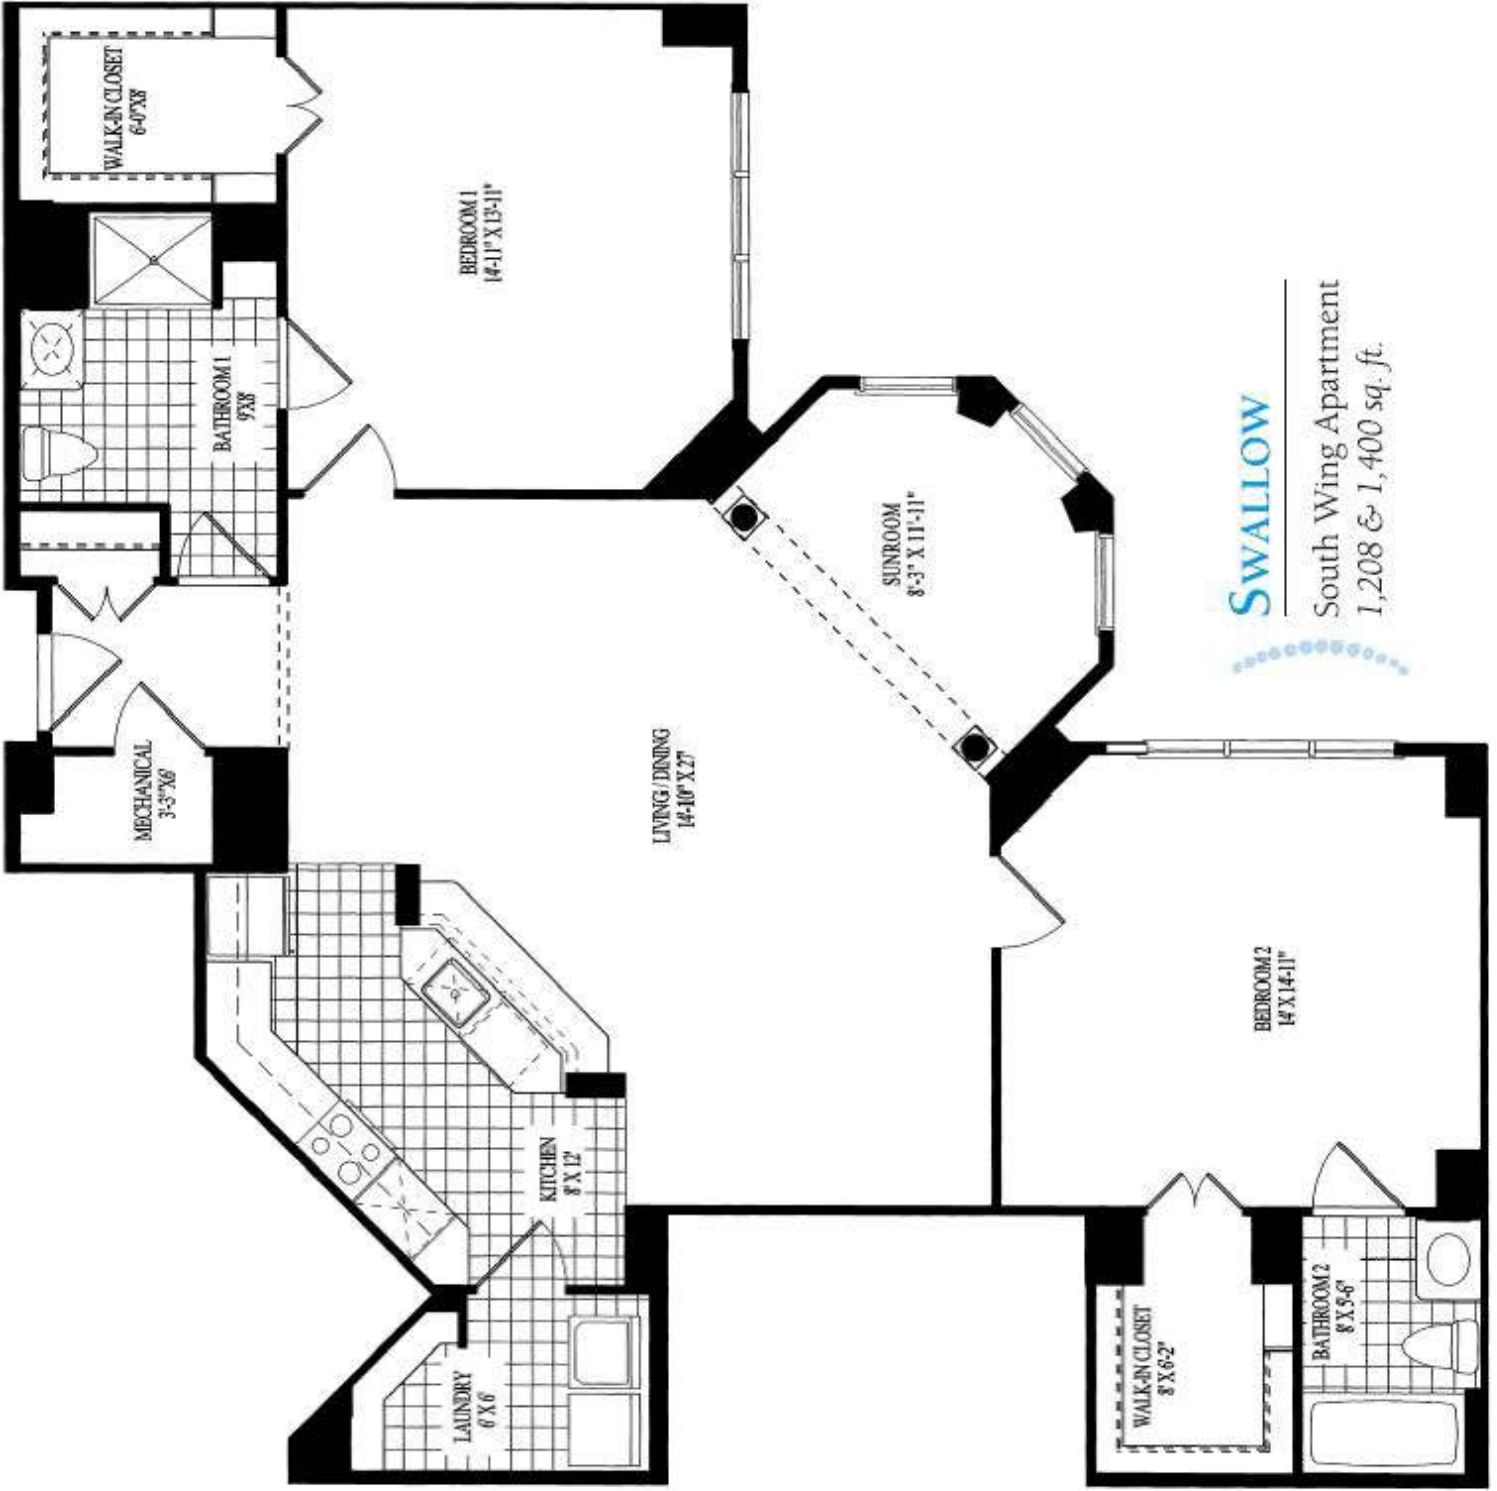 WALK-IN CLOSET
6'-0"X8'
BATHROOM 1
9'X8'
BEDROOM 1
14'-11" X 13'-11"
MECHANICAL
3'-3"X6'
LIVING / DINING
14'-10" X 27'
SUNROOM
8'-3" X 11'-11"
KITCHEN
8' X 12'
LAUNDRY
6' X 6'
BEDROOM 2
14' X 14'-11"
WALK-IN CLOSET
8' X 6'-2"
BATHROOM 2
8' X 5'-6"
SWALLOW
South Wing Apartment
1,208 & 1,400 sq. ft.